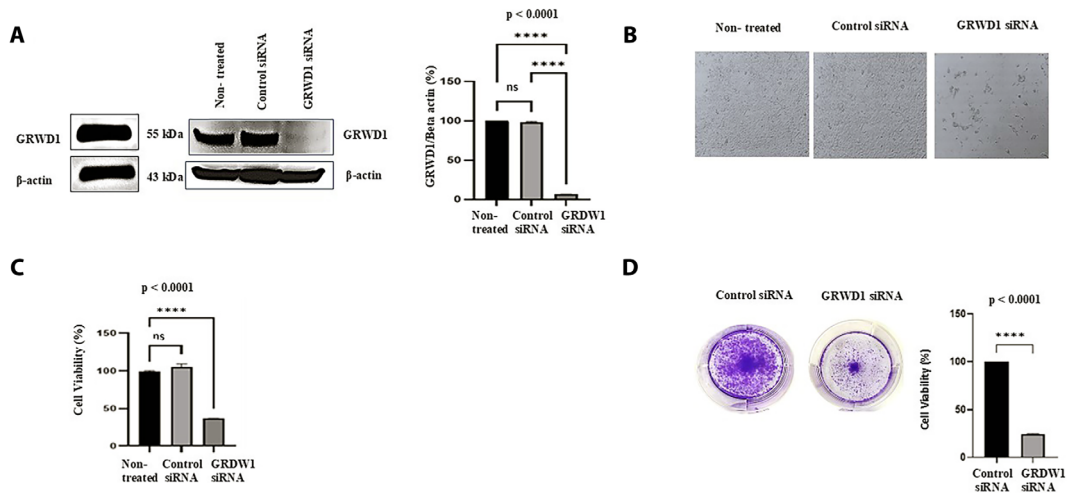 A
Non- treated
Control siRNA
GRWD1 siRNA
GRWD1
55 kDa
GRWD1
β-actin
43 kDa
β-actin
p < 0.0001
****
****
ns
GRWD1/Beta actin (%)
150
100
50
0
Non-
treated
Control
siRNA
GRDW1
siRNA
B
Non- treated
Control siRNA
GRWD1 siRNA
C
p < 0.0001
****
ns
Cell Viability (%)
150
100
50
0
Non-
treated
Control
siRNA
GRDW1
siRNA
D
Control siRNA
GRWD1 siRNA
p < 0.0001
****
Cell Viability (%)
150
100
50
0
Control
siRNA
GRDW1
siRNA